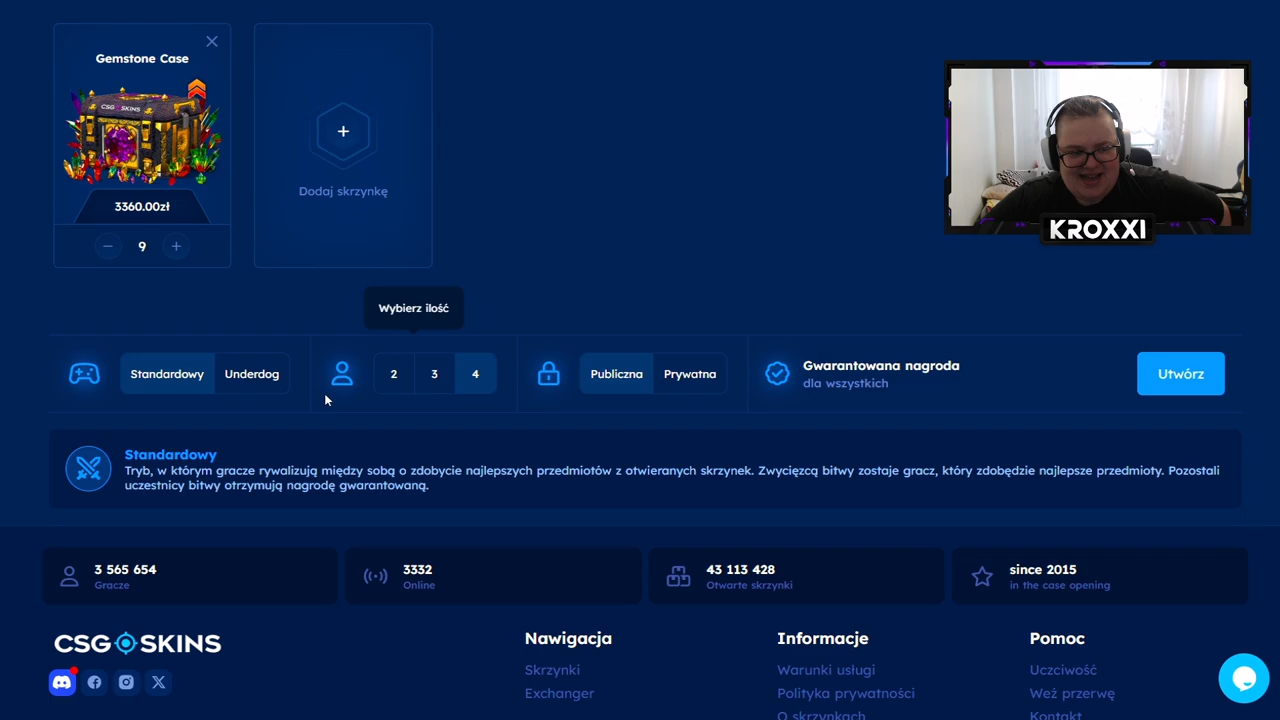 Gemstone Case
CSG SKINS
3360.00zł
9
Dodaj skrzynkę
KROXXI
Wybierz ilość
Standardowy
Underdog
2
3
4
Publiczna
Prywatna
Gwarantowana nagroda
dla wszystkich
Utwórz
Standardowy
Tryb, w którym gracze rywalizują między sobą o zdobycie najlepszych przedmiotów z otwieranych skrzynek. Zwycięzcą bitwy zostaje gracz, który zdobędzie najlepsze przedmioty. Pozostali
uczestnicy bitwy otrzymują nagrodę gwarantowaną.
3 565 654
Gracze
3332
Online
43 113 428
Otwarte skrzynki
since 2015
in the case opening
CSG SKINS
Nawigacja
Skrzynki
Exchanger
Informacje
Warunki usługi
Polityka prywatności
O skrzynkach
Pomoc
Uczciwość
Weź przerwę
Kontakt